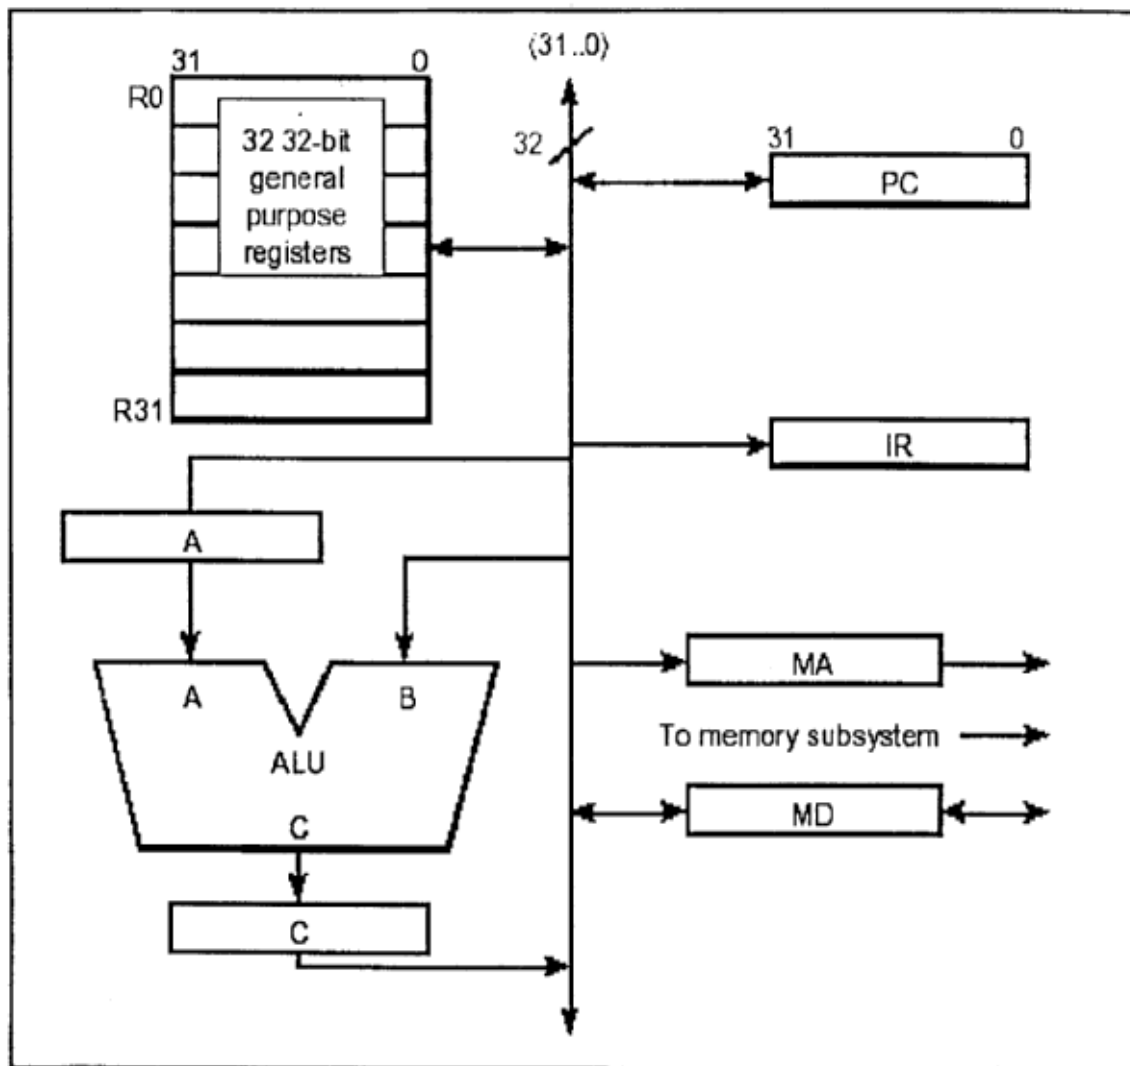 ⟨31..0⟩
31 0
R0
32 32-bit
general
purpose
registers
R31
32
31 0
PC
IR
A
A B
ALU
C
C
MA
To memory subsystem
MD